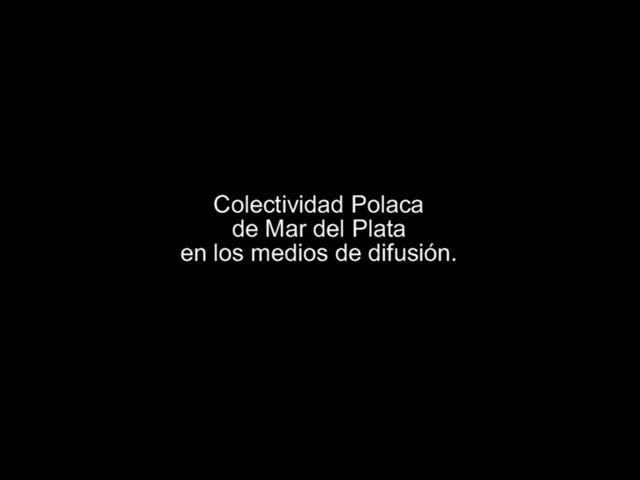 Colectividad Polaca
de Mar del Plata
en los medios de difusión.